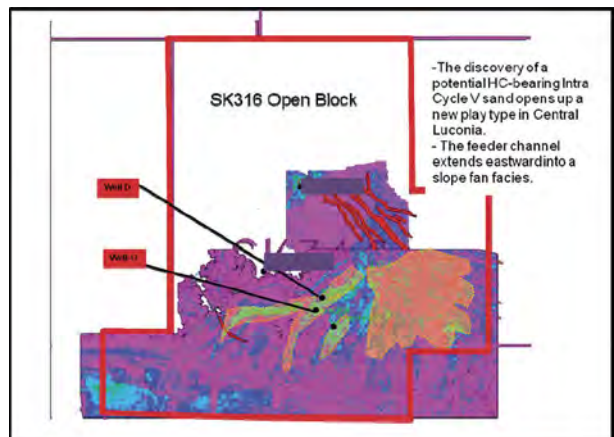 SK316 Open Block
-The discovery of a
potential HC-bearing Intra
Cycle V sand opens up a
new play type in Central
Luconia.
- The feeder channel
extends eastwardinto a
slope fan facies.
Well D